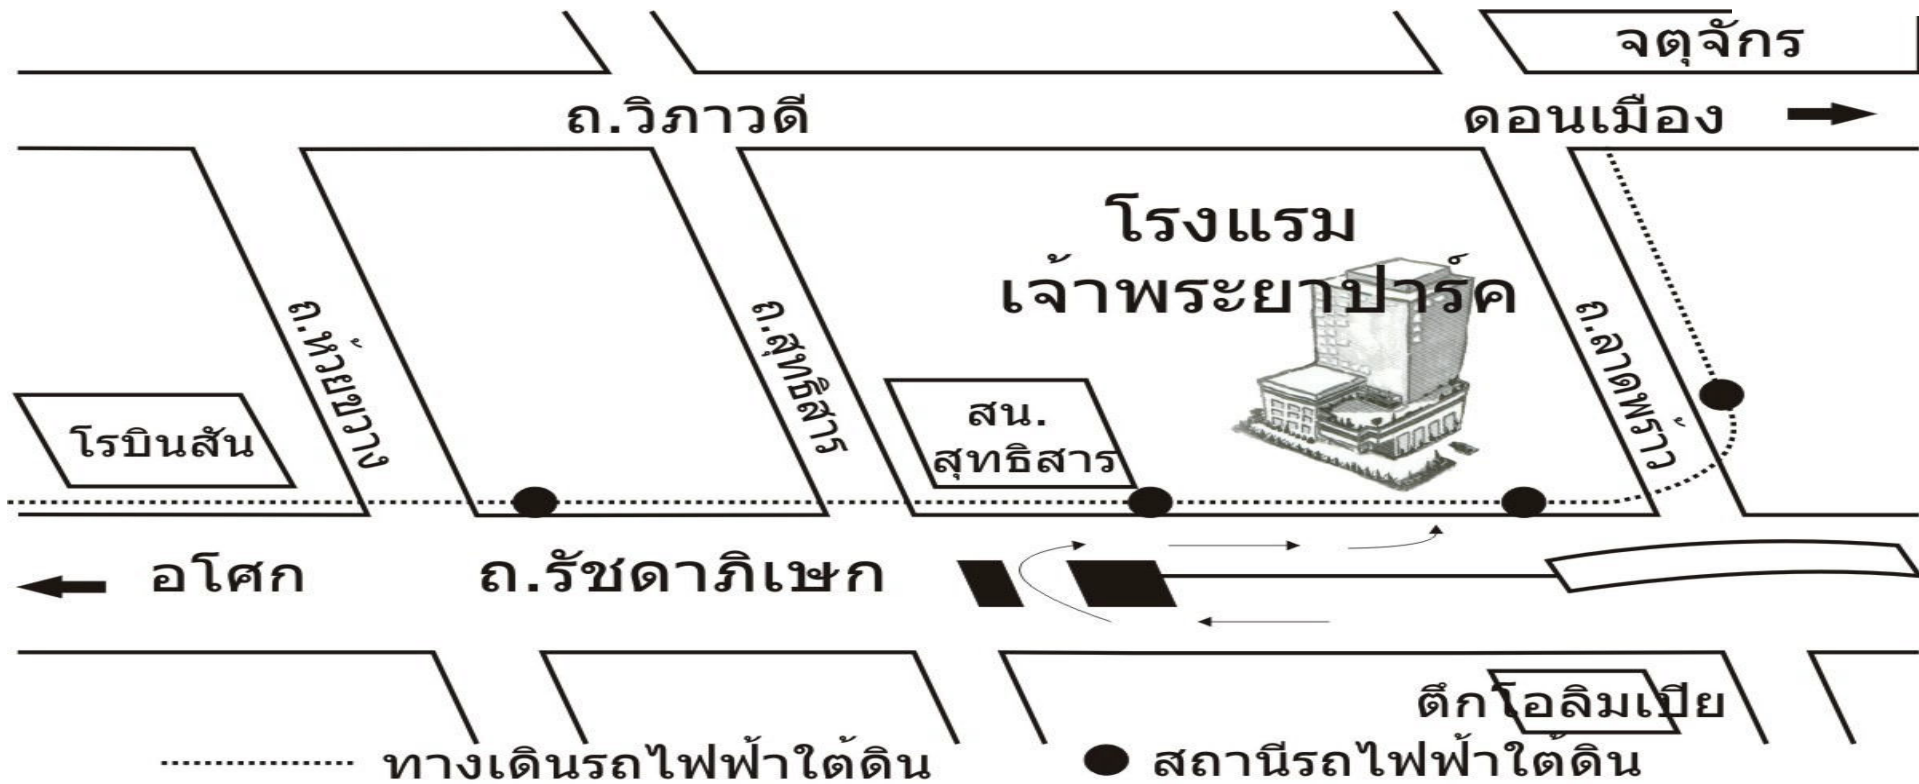 จตุจักร
ถ.วิภาวดี
ดอนเมือง
โรงแรม
เจ้าพระยาปาร์ค
ถ.ห้วยขวาง
ถ.สุทธิสาร
ถ.ลาดพร้าว
โรบินสัน
สน.
สุทธิสาร
อโศก
ถ.รัชดาภิเษก
ตึกโอลิมเปีย
ทางเดินรถไฟฟ้าใต้ดิน
สถานีรถไฟฟ้าใต้ดิน